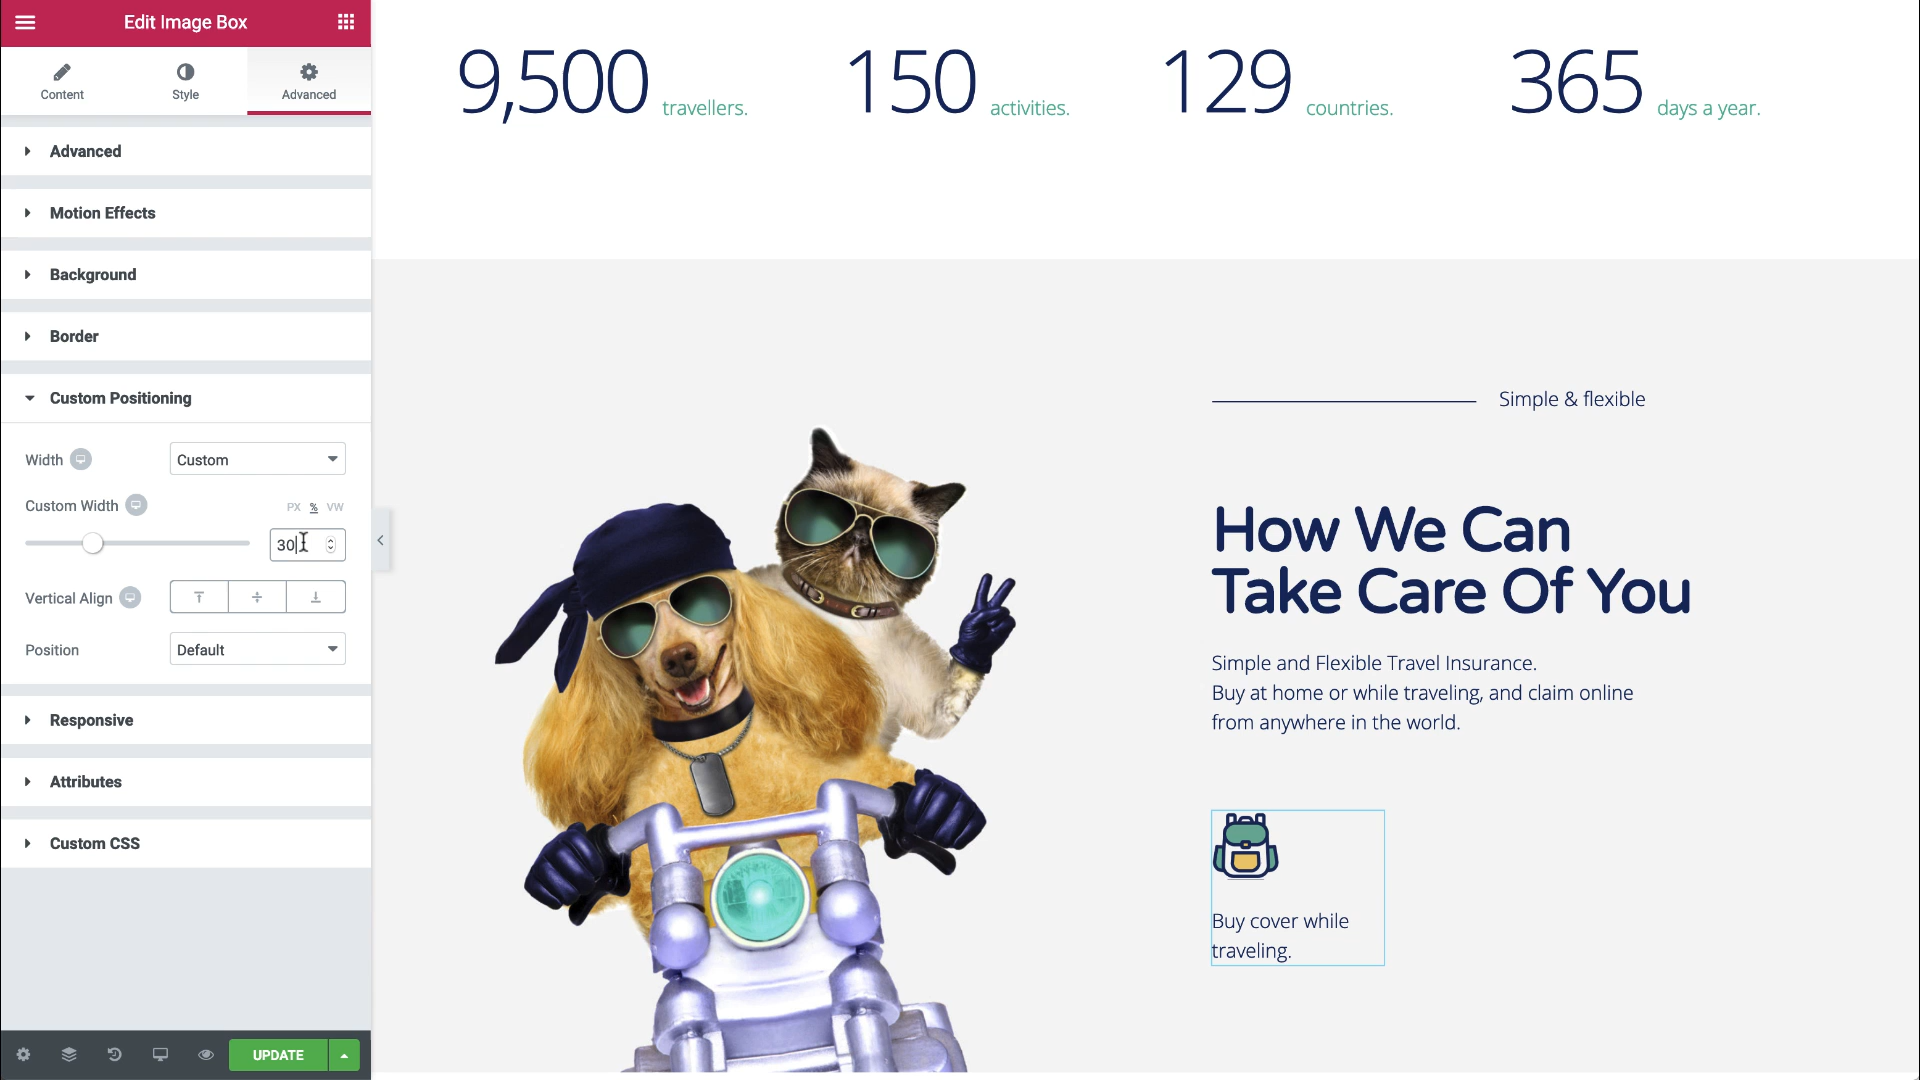 Edit Image Box
Content
Style
Advanced
Advanced
Motion Effects
Background
Border
Custom Positioning
Width
Custom
Custom Width
PX % VW
30
Vertical Align
Position
Default
Responsive
Attributes
Custom CSS
UPDATE
9,500 travellers.
150 activities.
129 countries.
365 days a year.
Simple & flexible
How We Can
Take Care Of You
Simple and Flexible Travel Insurance.
Buy at home or while traveling, and claim online
from anywhere in the world.
Buy cover while
traveling.